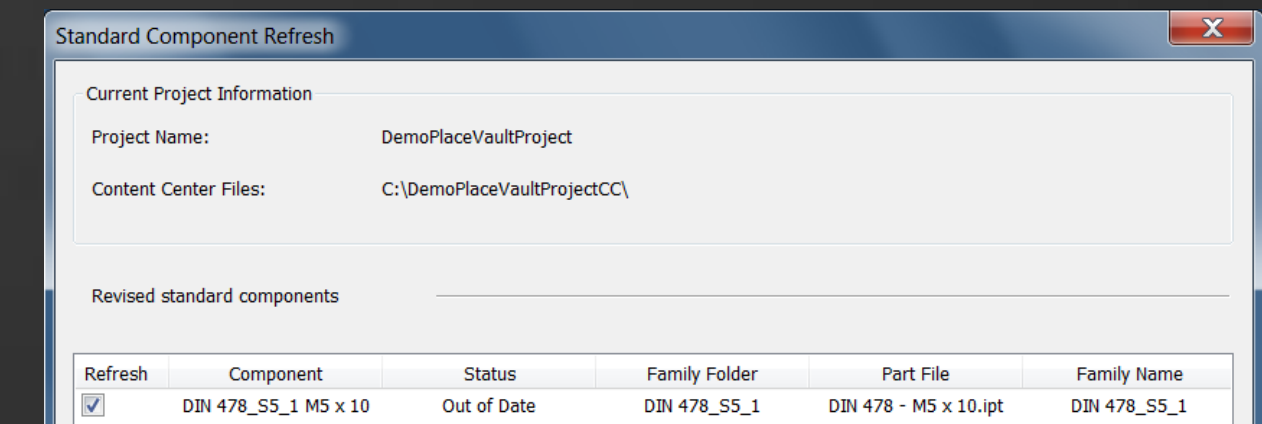 Standard Component Refresh
Current Project Information
Project Name: DemoPlaceVaultProject
Content Center Files: C:\DemoPlaceVaultProjectCC\
Revised standard components
Refresh Component Status Family Folder Part File Family Name
DIN 478_S5_1 M5 x 10 Out of Date DIN 478_S5_1 DIN 478 - M5 x 10.ipt DIN 478_S5_1